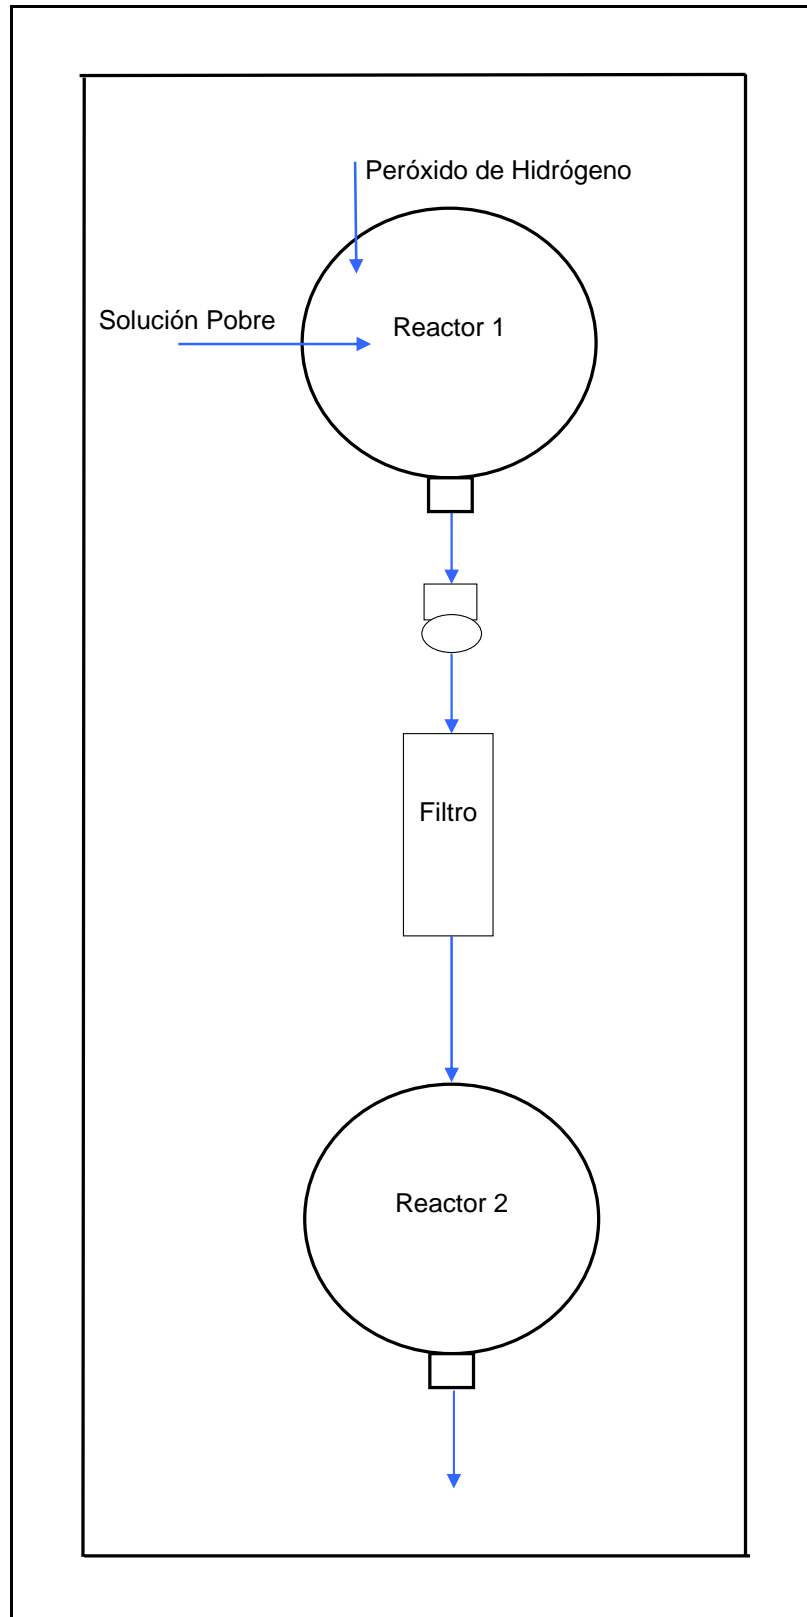 Peróxido de Hidrógeno
Solución Pobre
Reactor 1
Filtro
Reactor 2